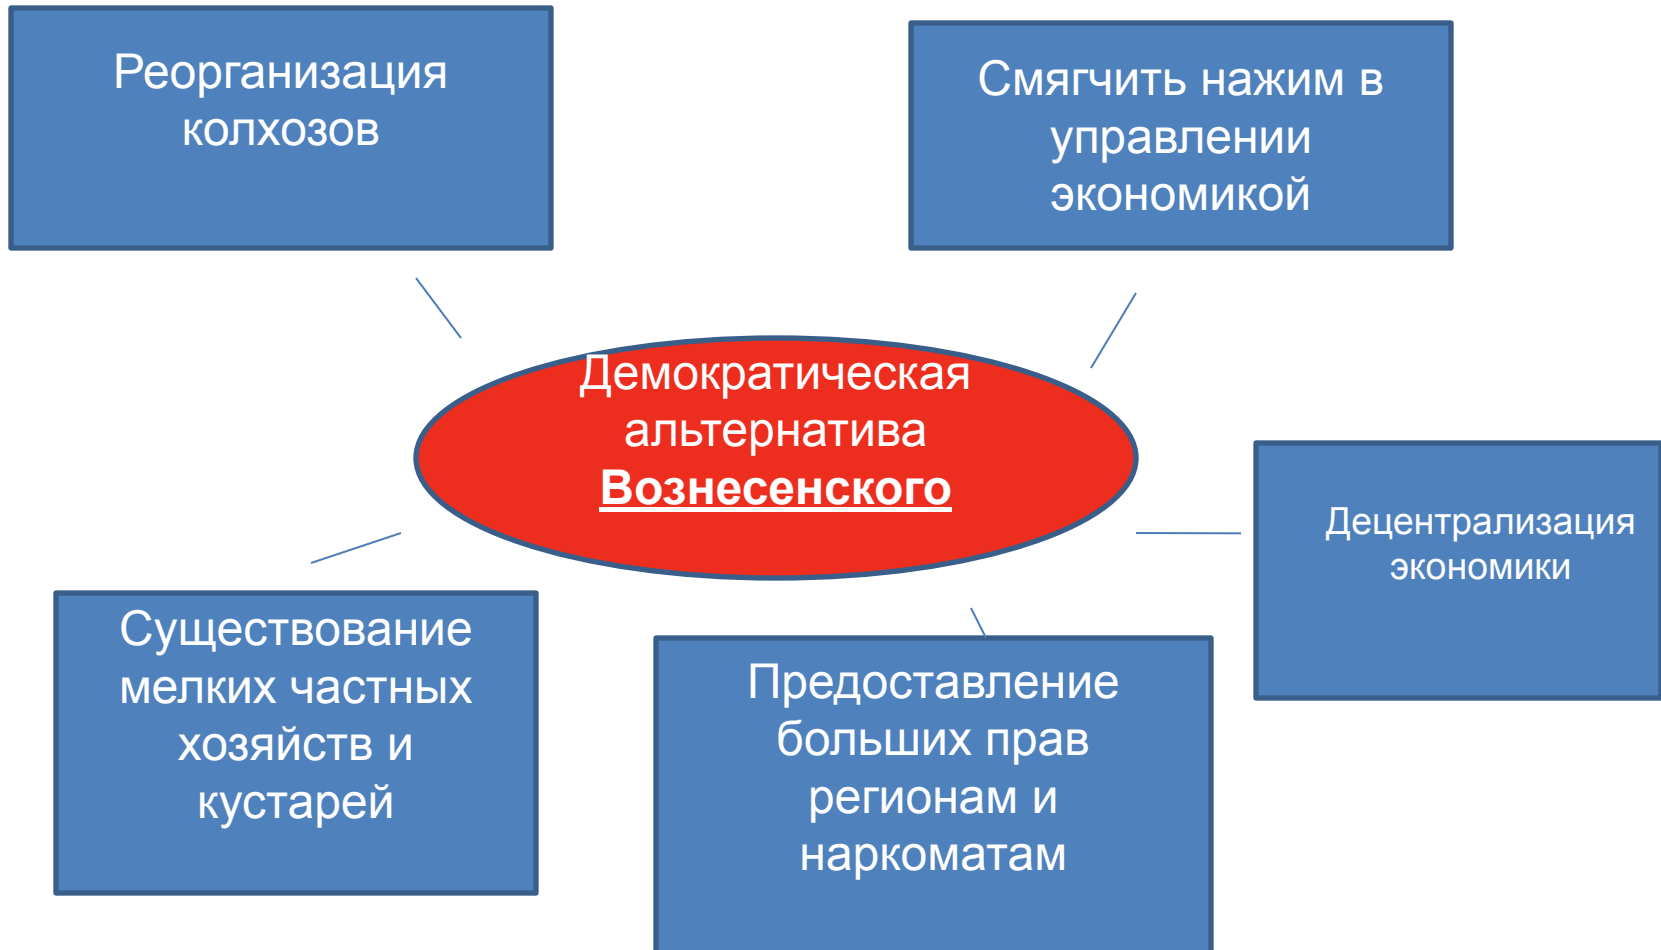 Реорганизация
колхозов
Смягчить нажим в
управлении
экономикой
Демократическая
альтернатива
Вознесенского
Децентрализация
экономики
Существование
мелких частных
хозяйств и
кустарей
Предоставление
больших прав
регионам и
наркоматам